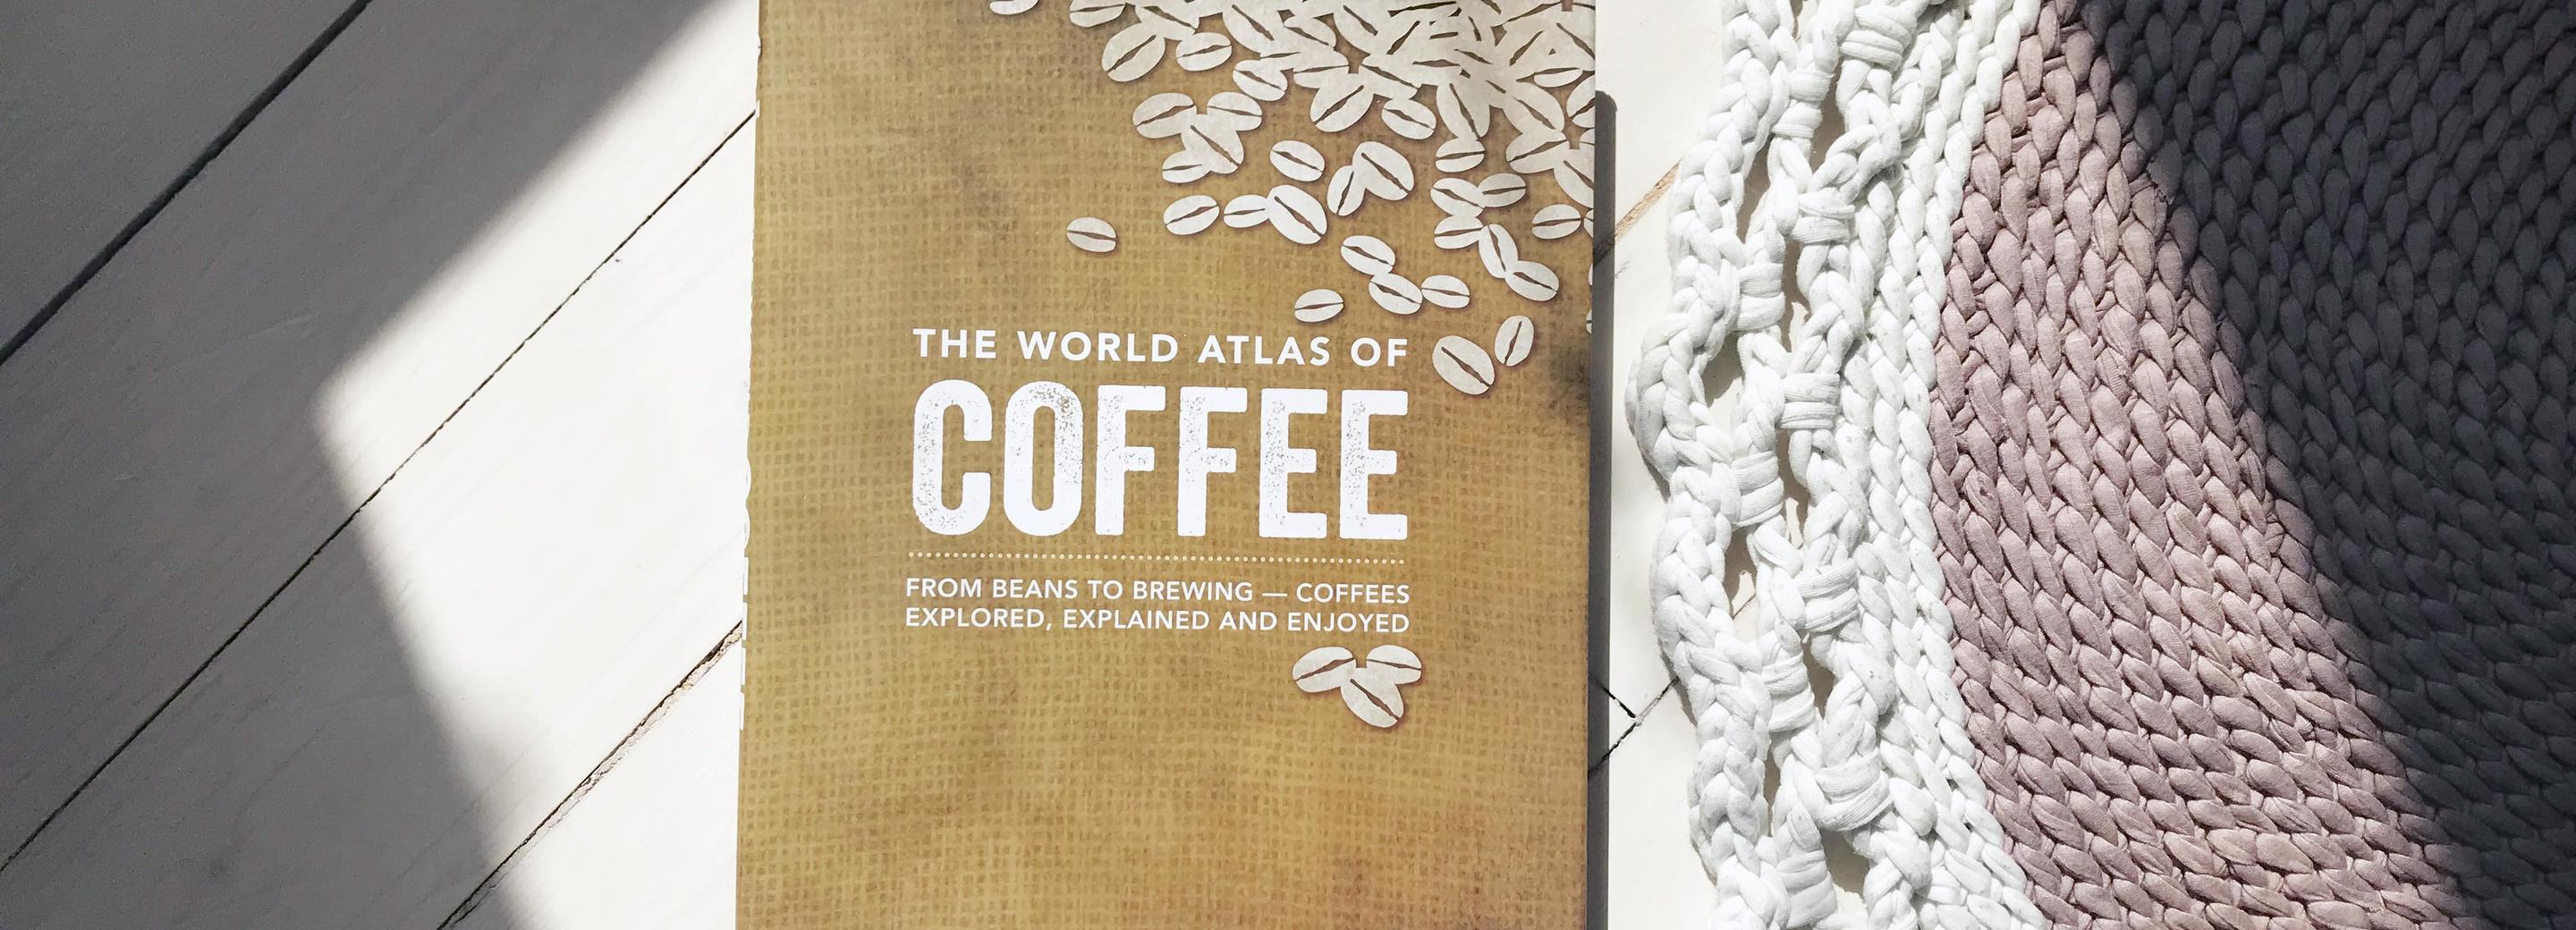 THE WORLD ATLAS OF
COFFEE
FROM BEANS TO BREWING — COFFEES
EXPLORED, EXPLAINED AND ENJOYED